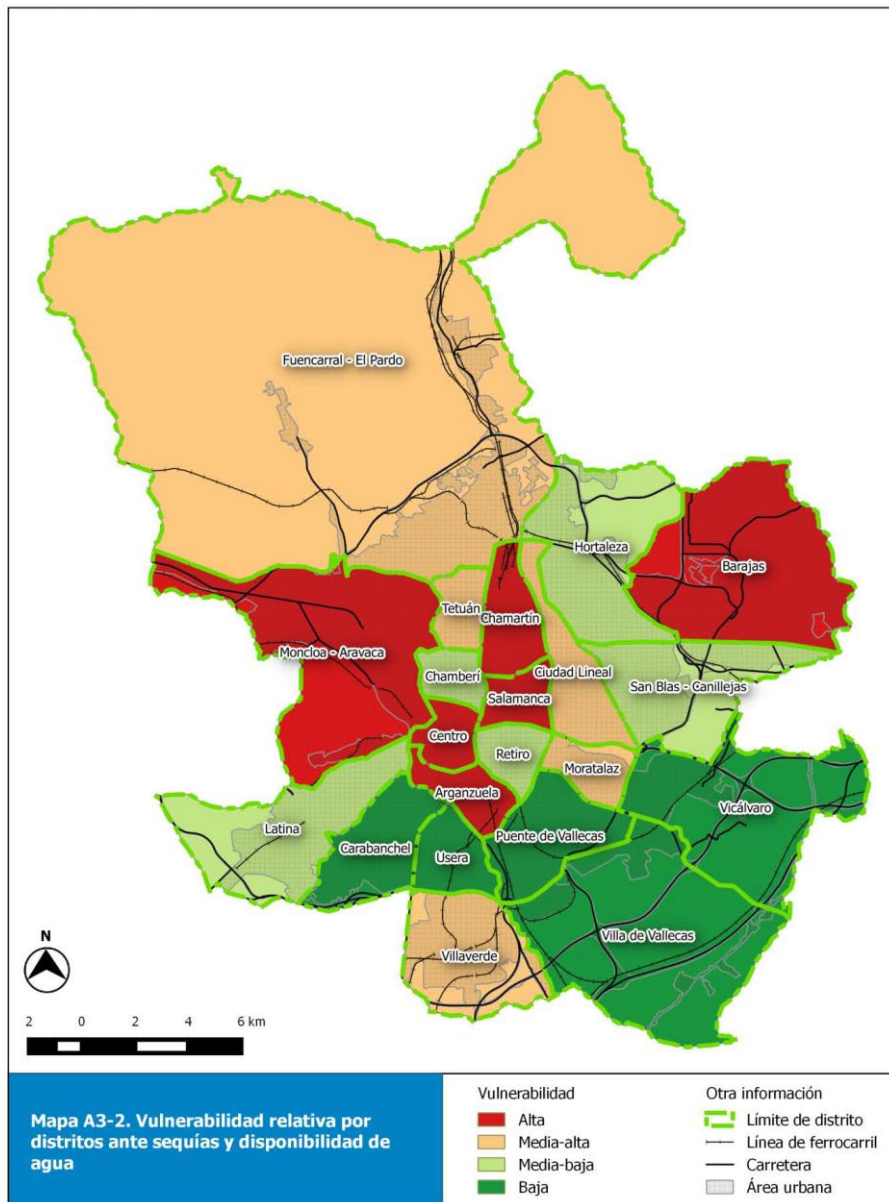 Fuencarral - El Pardo
Hortaleza
Barajas
Tetuán
Chamartín
Moncloa - Aravaca
Chamberí
Ciudad Lineal
San Blas - Canillejas
Salamanca
Centro
Retiro
Moratalaz
Arganzuela
Vicálvaro
Latina
Puente de Vallecas
Carabanchel
Usera
Villa de Vallecas
Villaverde
N
2 0 2 4 6 km
Mapa A3-2. Vulnerabilidad relativa por
distritos ante sequías y disponibilidad de
agua
Vulnerabilidad
Alta
Media-alta
Media-baja
Baja
Otra información
Límite de distrito
Línea de ferrocarril
Carretera
Área urbana